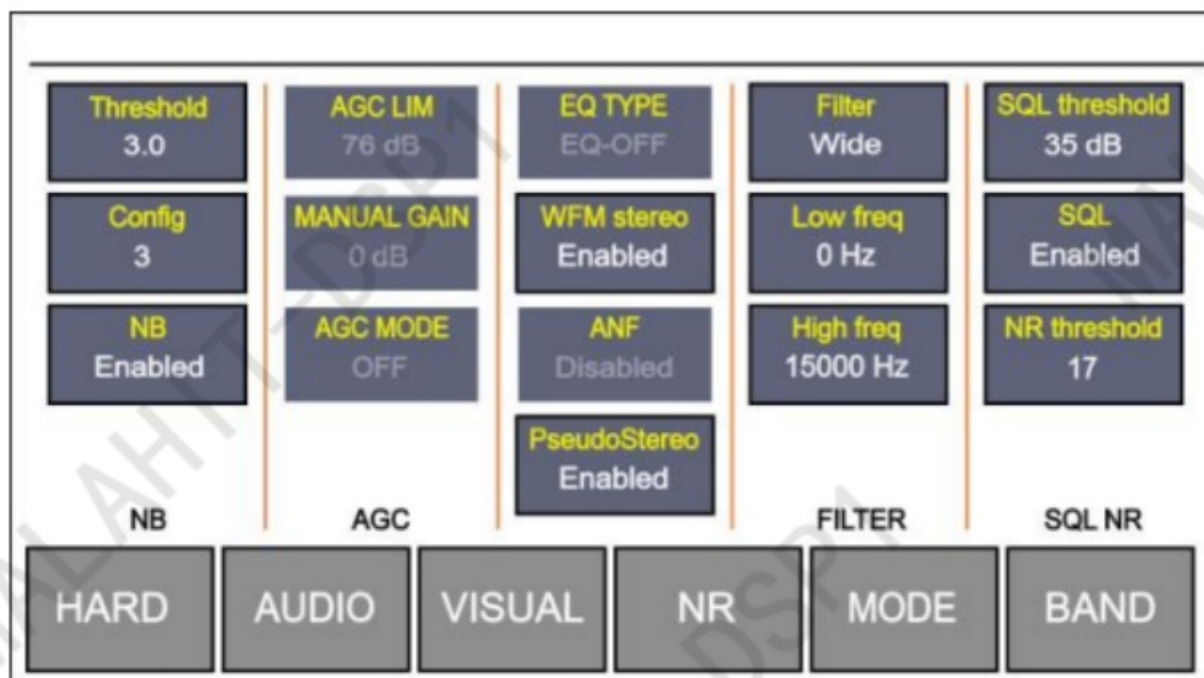 Threshold
3.0
Config
3
NB
Enabled
NB
AGC LIM
76 dB
MANUAL GAIN
0 dB
AGC MODE
OFF
AGC
EQ TYPE
EQ-OFF
WFM stereo
Enabled
ANF
Disabled
PseudoStereo
Enabled
Filter
Wide
Low freq
0 Hz
High freq
15000 Hz
FILTER
SQL threshold
35 dB
SQL
Enabled
NR threshold
17
SQL NR
HARD
AUDIO
VISUAL
NR
MODE
BAND
MALAHIT-DSP1
DSP1